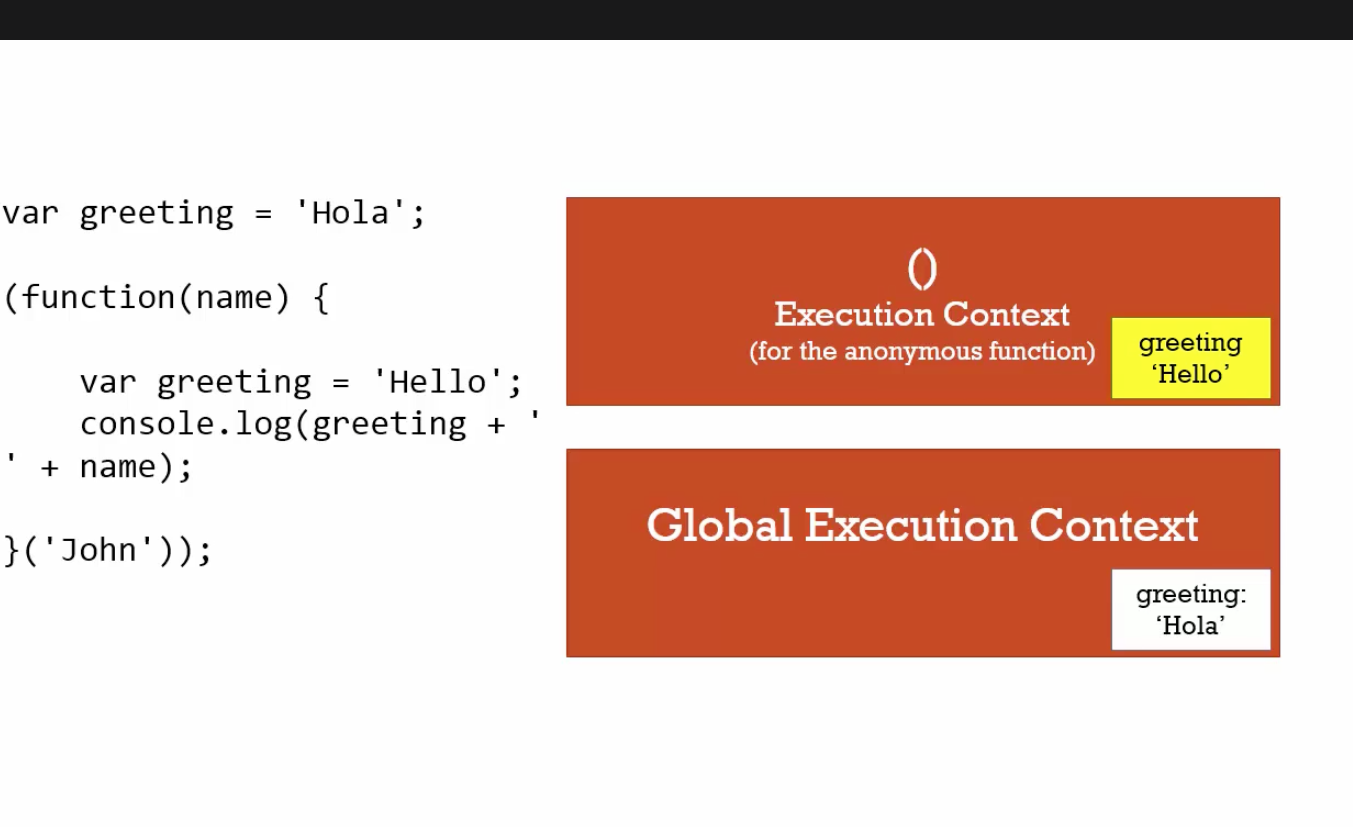 var greeting = 'Hola';
(function(name) {
var greeting = 'Hello';
console.log(greeting + '
' + name);
}('John'));
()
Execution Context
(for the anonymous function)
greeting
‘Hello’
Global Execution Context
greeting:
‘Hola’